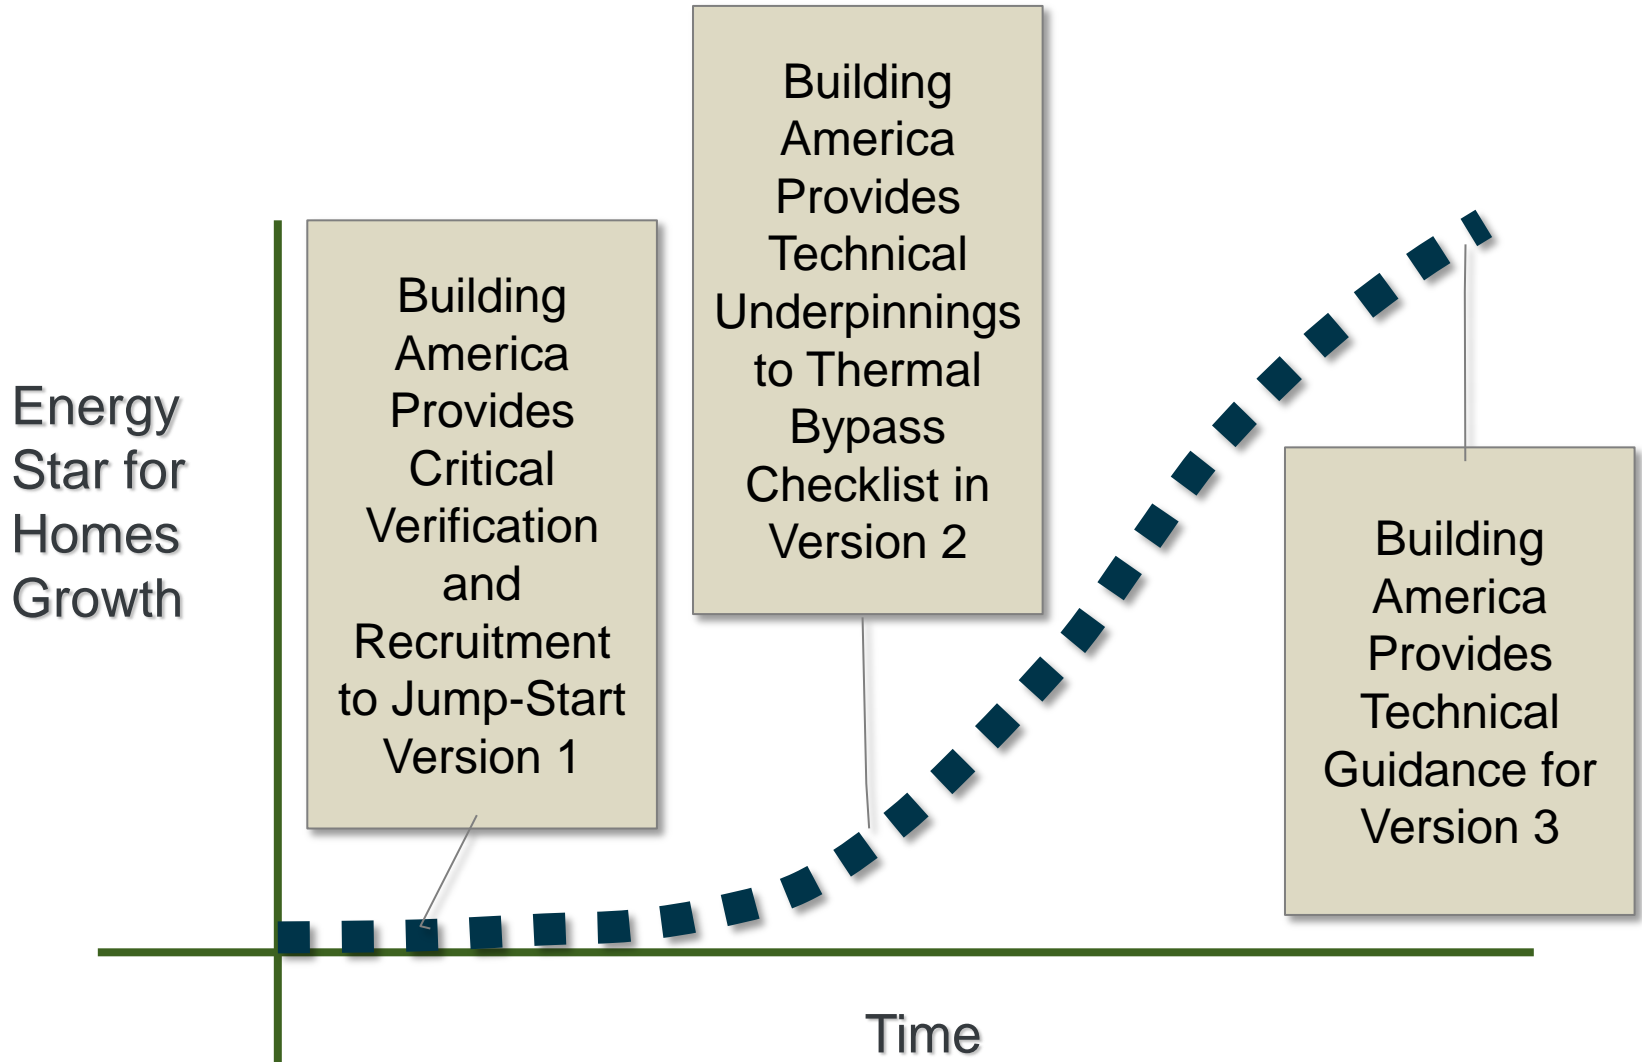 Energy
Star for
Homes
Growth
Building
America
Provides
Critical
Verification
and
Recruitment
to Jump-Start
Version 1
Building
America
Provides
Technical
Underpinnings
to Thermal
Bypass
Checklist in
Version 2
Building
America
Provides
Technical
Guidance for
Version 3
Time